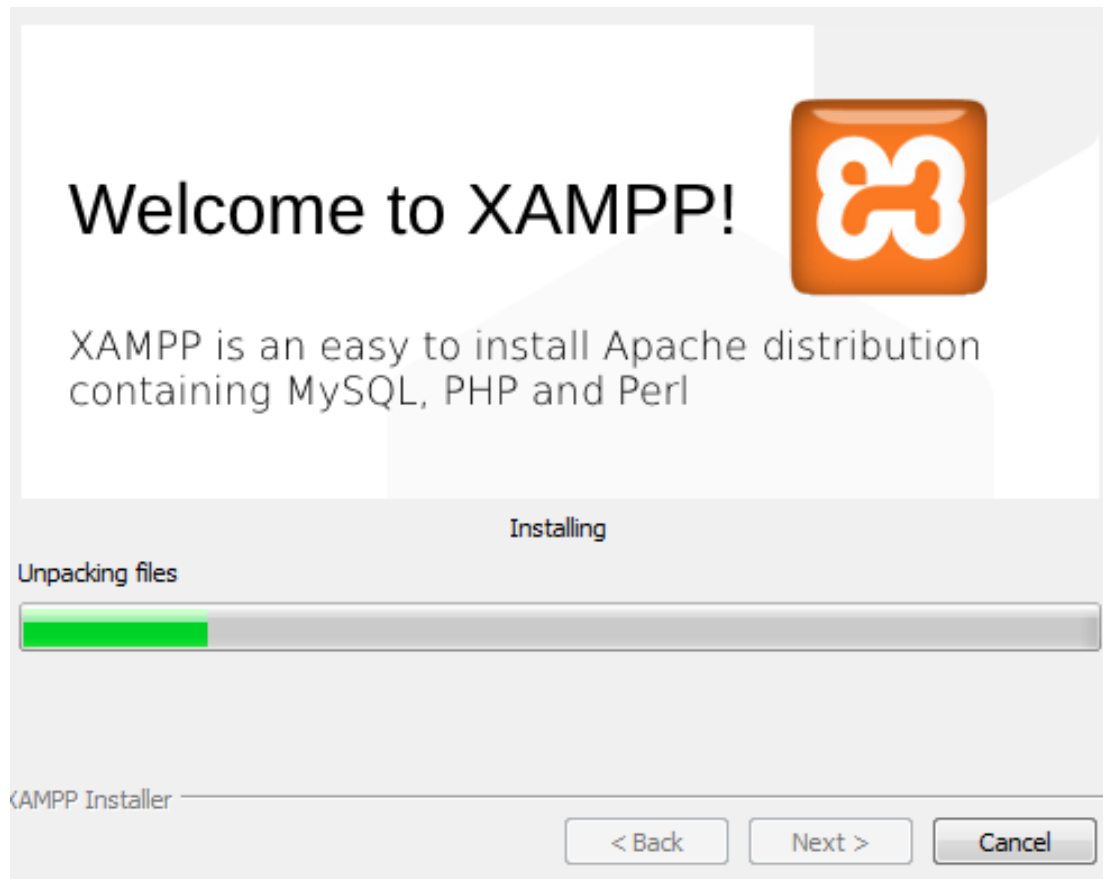 Welcome to XAMPP!
XAMPP is an easy to install Apache distribution
containing MySQL, PHP and Perl
Installing
Unpacking files
XAMPP Installer
< Back
Next >
Cancel